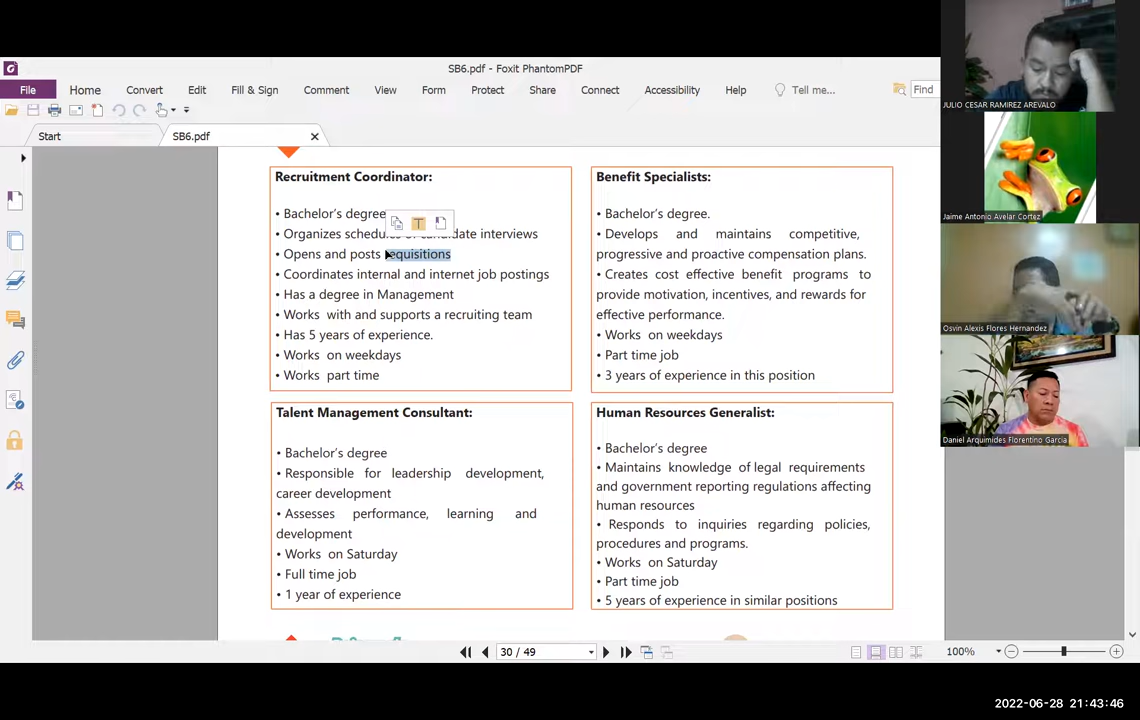 SB6.pdf - Foxit PhantomPDF
File Home Convert Edit Fill & Sign Comment View Form Protect Share Connect Accessibility Help Tell me... Find
Start SB6.pdf
Recruitment Coordinator:
• Bachelor's degree
• Organizes schedules of candidate interviews
• Opens and posts requisitions
• Coordinates internal and internet job postings
• Has a degree in Management
• Works with and supports a recruiting team
• Has 5 years of experience.
• Works on weekdays
• Works part time
Benefit Specialists:
• Bachelor's degree.
• Develops and maintains competitive,
progressive and proactive compensation plans.
• Creates cost effective benefit programs to
provide motivation, incentives, and rewards for
effective performance.
• Works on weekdays
• Part time job
• 3 years of experience in this position
Talent Management Consultant:
• Bachelor's degree
• Responsible for leadership development,
career development
• Assesses performance, learning and
development
• Works on Saturday
• Full time job
• 1 year of experience
Human Resources Generalist:
• Bachelor's degree
• Maintains knowledge of legal requirements
and government reporting regulations affecting
human resources
• Responds to inquiries regarding policies,
procedures and programs.
• Works on Saturday
• Part time job
• 5 years of experience in similar positions
30 / 49
100%
JULIO CESAR RAMIREZ AREVALO
Jaime Antonio Avelar Cortez
Osvin Alexis Flores Hernandez
Daniel Arquimides Florentino Garcia
2022-06-28 21:43:46